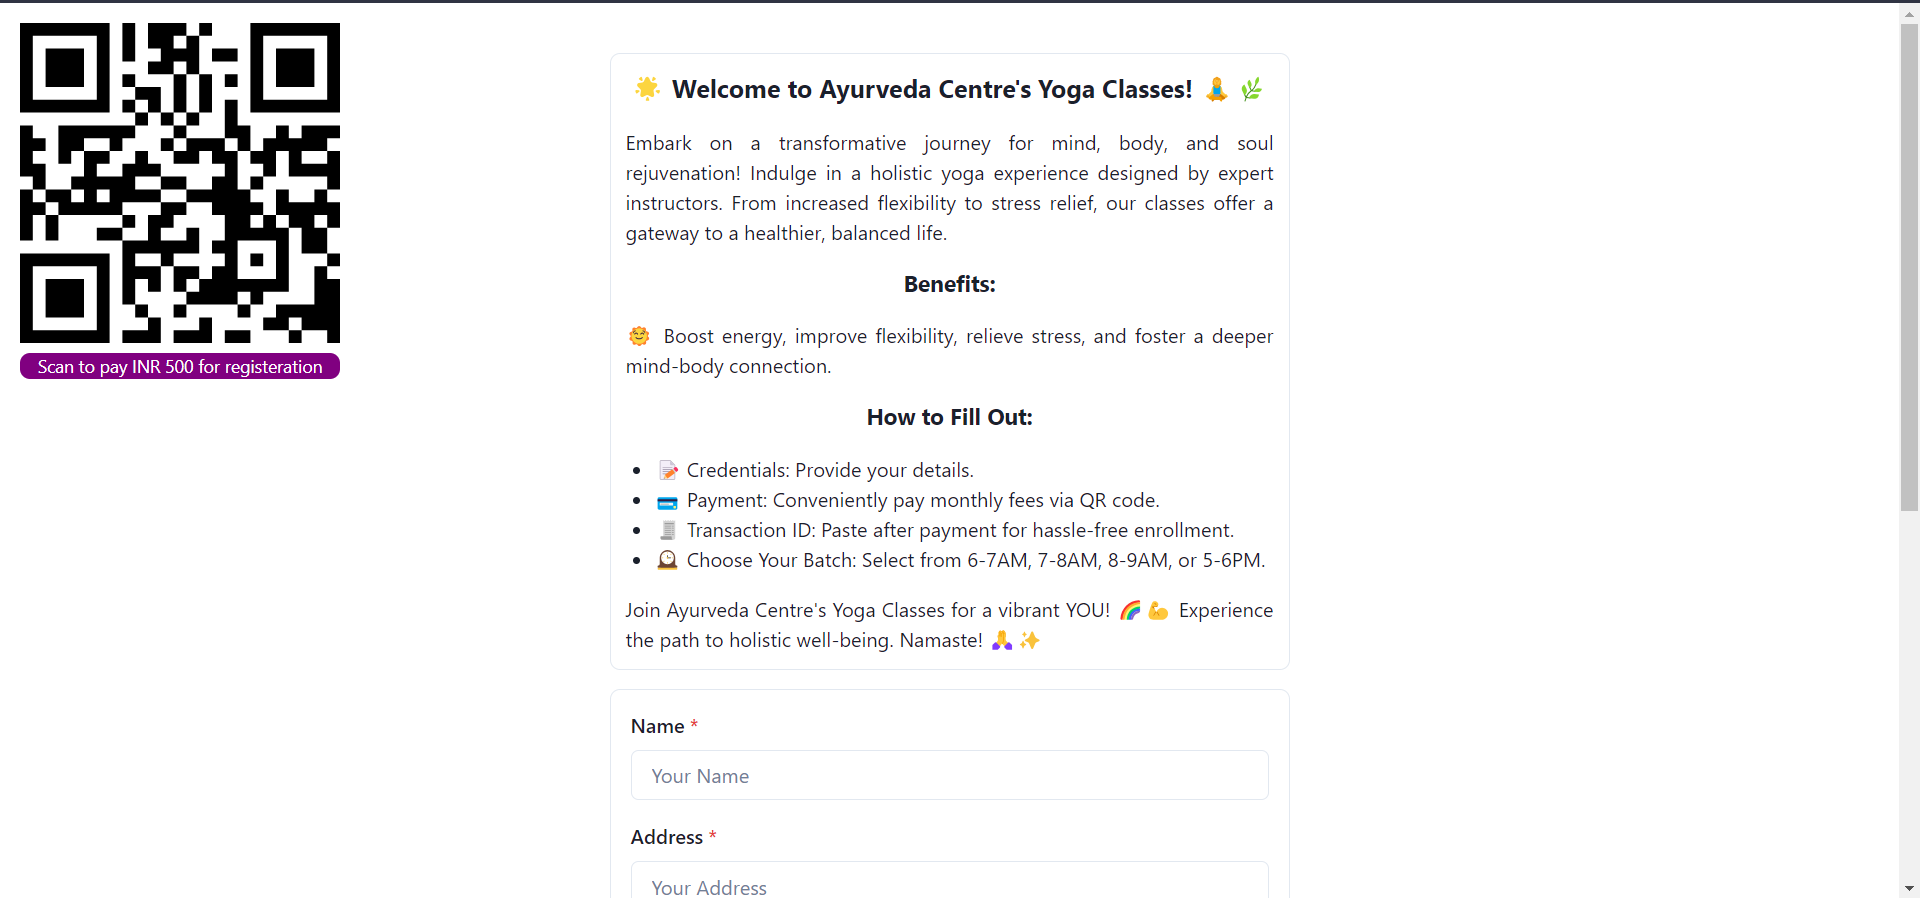 Scan to pay INR 500 for registeration
🌟 Welcome to Ayurveda Centre's Yoga Classes! 🧘 🌿
Embark on a transformative journey for mind, body, and soul
rejuvenation! Indulge in a holistic yoga experience designed by expert
instructors. From increased flexibility to stress relief, our classes offer a
gateway to a healthier, balanced life.
Benefits:
🌞 Boost energy, improve flexibility, relieve stress, and foster a deeper
mind-body connection.
How to Fill Out:
• 📝 Credentials: Provide your details.
• 💳 Payment: Conveniently pay monthly fees via QR code.
• 🧾 Transaction ID: Paste after payment for hassle-free enrollment.
• 🕰️ Choose Your Batch: Select from 6-7AM, 7-8AM, 8-9AM, or 5-6PM.
Join Ayurveda Centre's Yoga Classes for a vibrant YOU! 🌈 💪 Experience
the path to holistic well-being. Namaste! 🙏 ✨
Name *
Your Name
Address *
Your Address